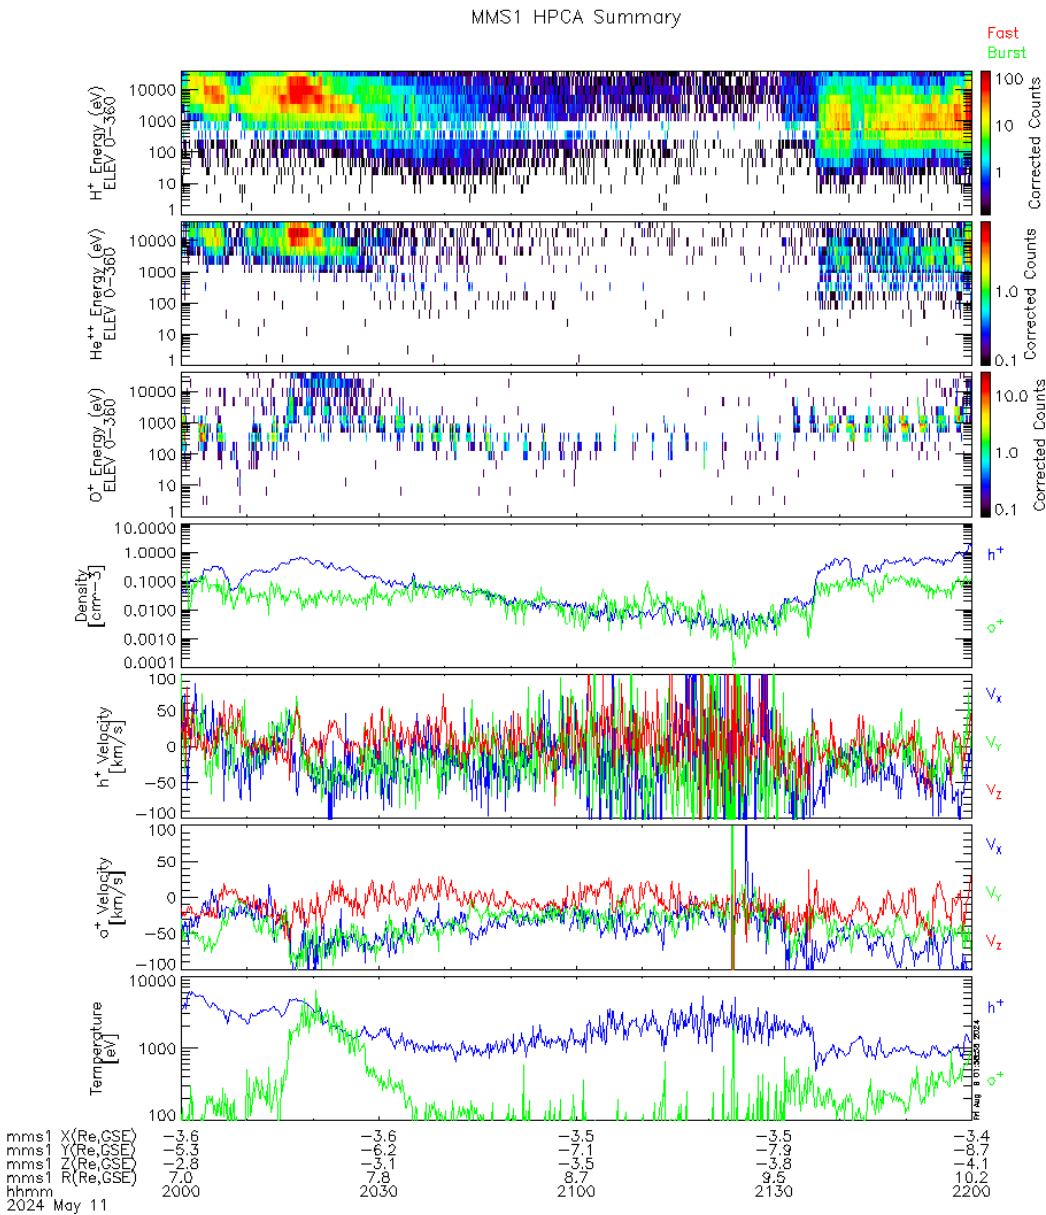 MMS1 HPCA Summary
Fast
Burst
H+ Energy (eV)
ELEV 0-360
10000
1000
100
10
1
100
10
1
Corrected Counts
He++ Energy (eV)
ELEV 0-360
10000
1000
100
10
1
1.0
0.1
Corrected Counts
O+ Energy (eV)
ELEV 0-360
10000
1000
100
10
1
10.0
1.0
0.1
Corrected Counts
Density
[cm-3]
10.0000
1.0000
0.1000
0.0100
0.0010
0.0001
h+
o+
h+ Velocity
[km/s]
100
50
0
-50
-100
VX
VY
VZ
o+ Velocity
[km/s]
100
50
0
-50
-100
VX
VY
VZ
Temperature
[eV]
10000
1000
100
h+
o+
mms1 X(Re,GSE) -3.6 -3.6 -3.5 -3.5 -3.4
mms1 Y(Re,GSE) -5.3 -6.2 -7.1 -7.9 -8.7
mms1 Z(Re,GSE) -2.8 -3.1 -3.5 -3.8 -4.1
mms1 R(Re,GSE) 7.0 7.8 8.7 9.5 10.2
hhmm 2000 2030 2100 2130 2200
2024 May 11